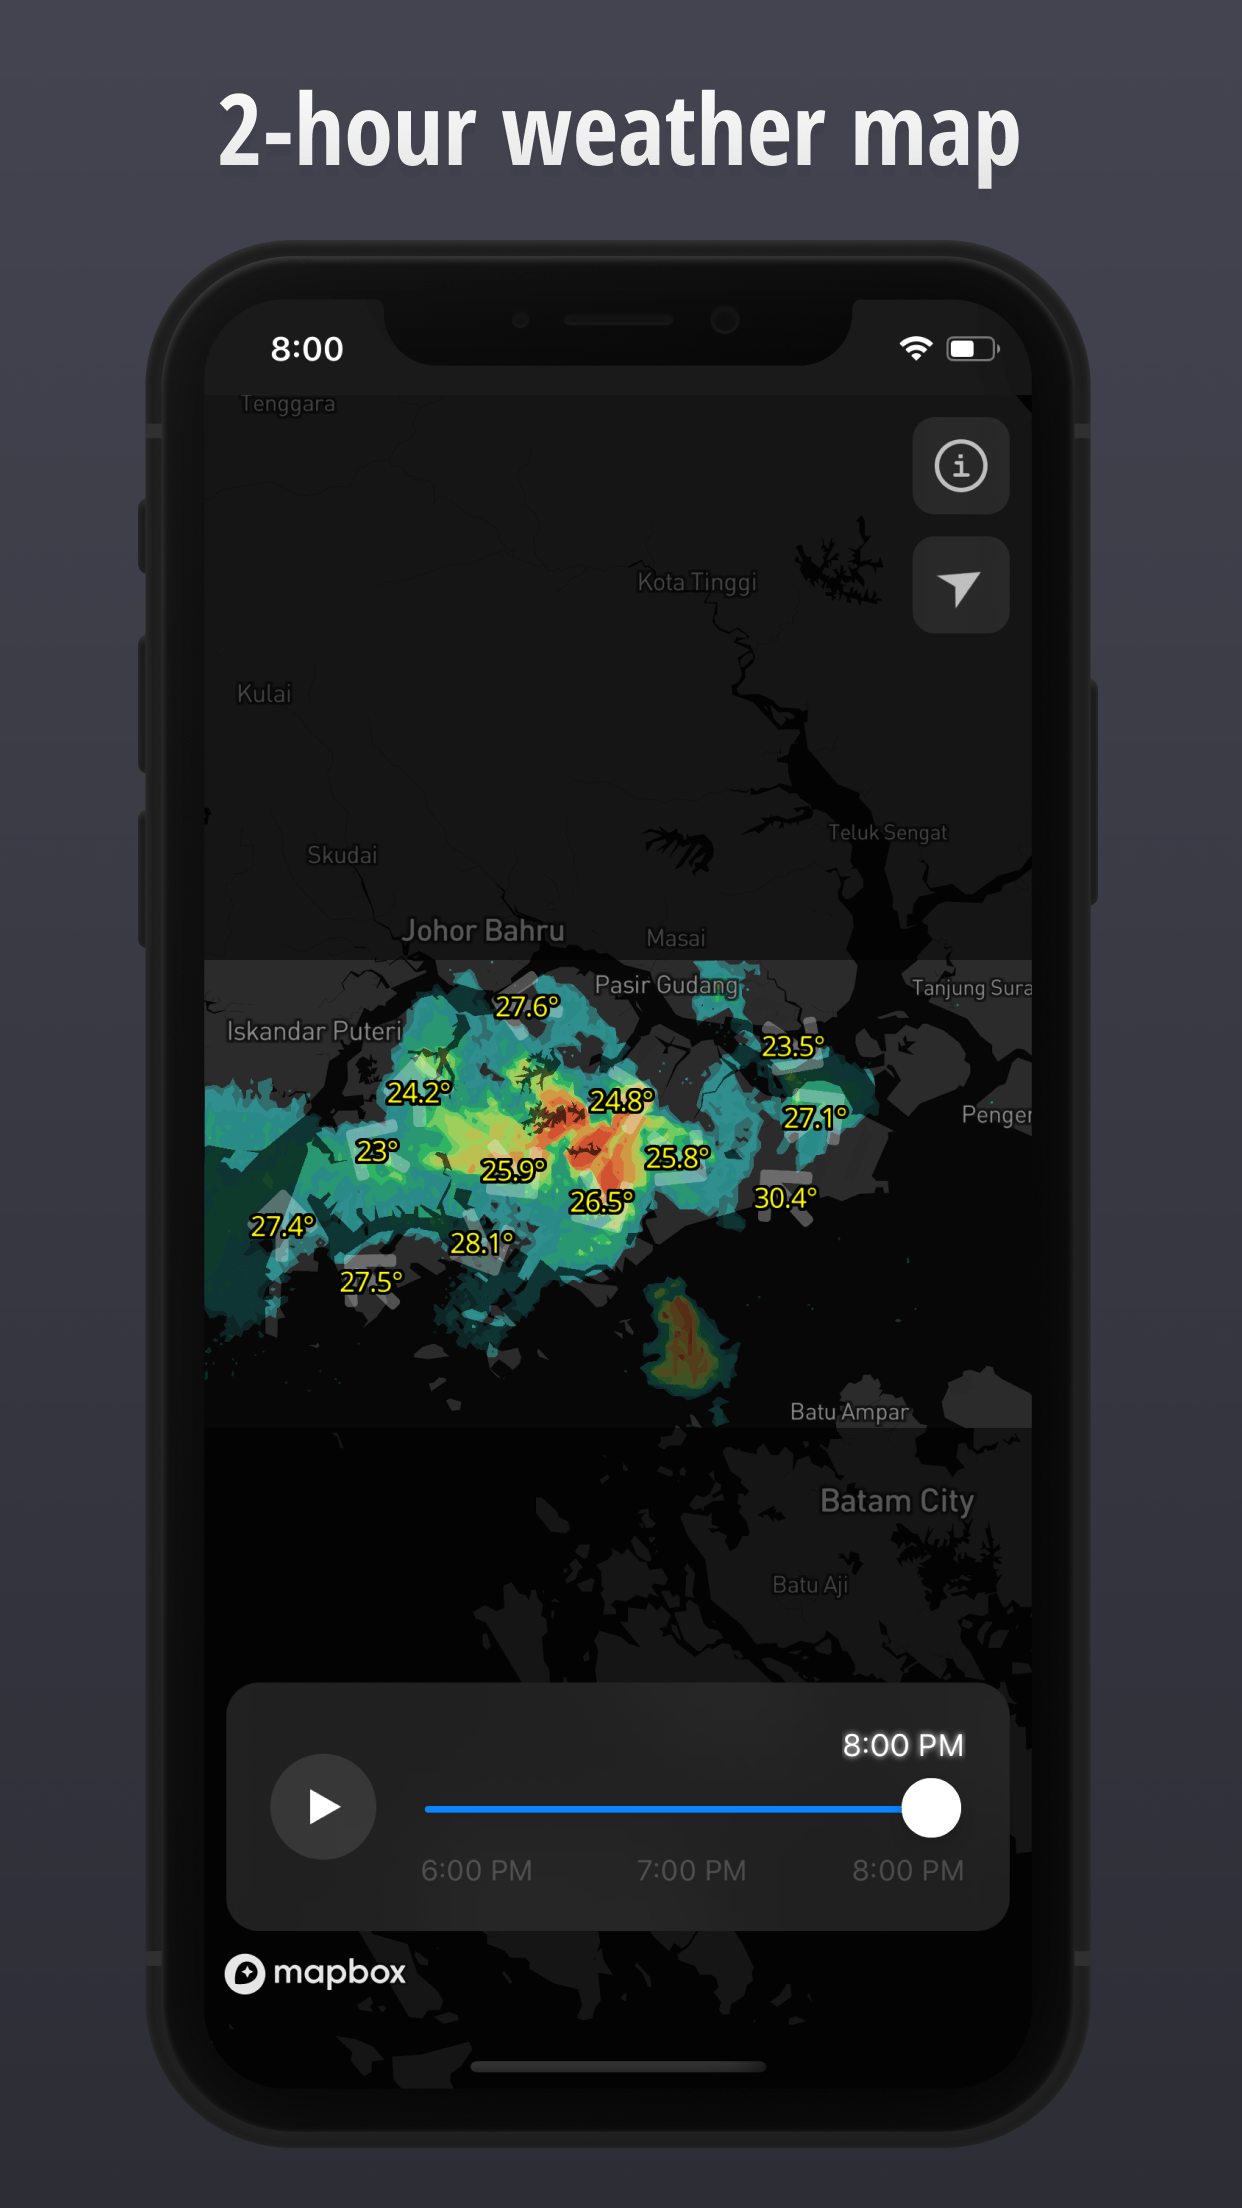 2-hour weather map
8:00
Tenggara
Kota Tinggi
Kulai
Teluk Sengat
Skudai
Johor Bahru
Masai
Pasir Gudang
Tanjung Sura
27.6°
Iskandar Puteri
23.5°
24.2°
24.8°
27.1°
Penger
23°
25.8°
25.9°
30.4°
26.5°
27.4°
28.1°
27.5°
Batu Ampar
Batam City
Batu Aji
8:00 PM
6:00 PM 7:00 PM 8:00 PM
mapbox